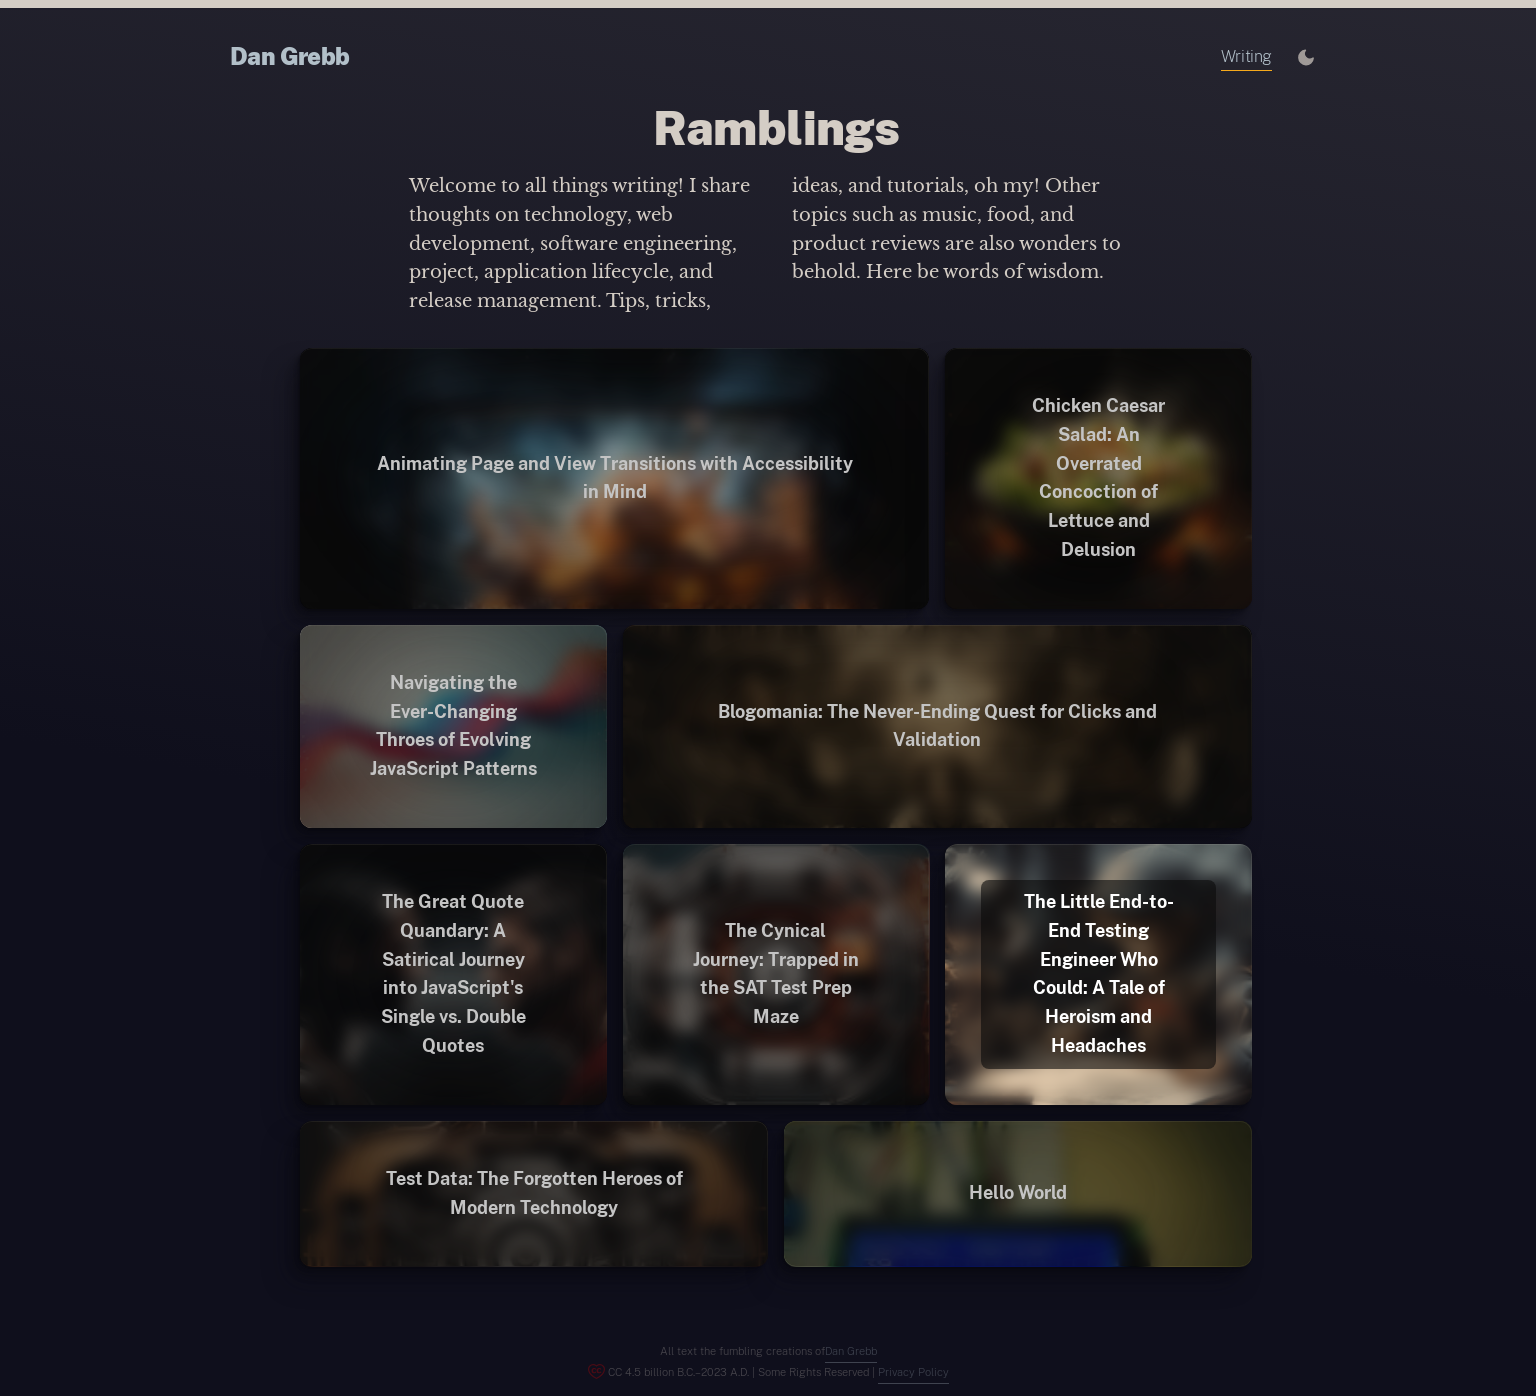 Dan Grebb
Writing
Ramblings
Welcome to all things writing! I share
thoughts on technology, web
development, software engineering,
project, application lifecycle, and
release management. Tips, tricks,
ideas, and tutorials, oh my! Other
topics such as music, food, and
product reviews are also wonders to
behold. Here be words of wisdom.
Animating Page and View Transitions with Accessibility
in Mind
Chicken Caesar
Salad: An
Overrated
Concoction of
Lettuce and
Delusion
Navigating the
Ever-Changing
Throes of Evolving
JavaScript Patterns
Blogomania: The Never-Ending Quest for Clicks and
Validation
The Great Quote
Quandary: A
Satirical Journey
into JavaScript's
Single vs. Double
Quotes
The Cynical
Journey: Trapped in
the SAT Test Prep
Maze
The Little End-to-
End Testing
Engineer Who
Could: A Tale of
Heroism and
Headaches
Test Data: The Forgotten Heroes of
Modern Technology
Hello World
All text the fumbling creations ofDan Grebb
CC 4.5 billion B.C.–2023 A.D. | Some Rights Reserved | Privacy Policy